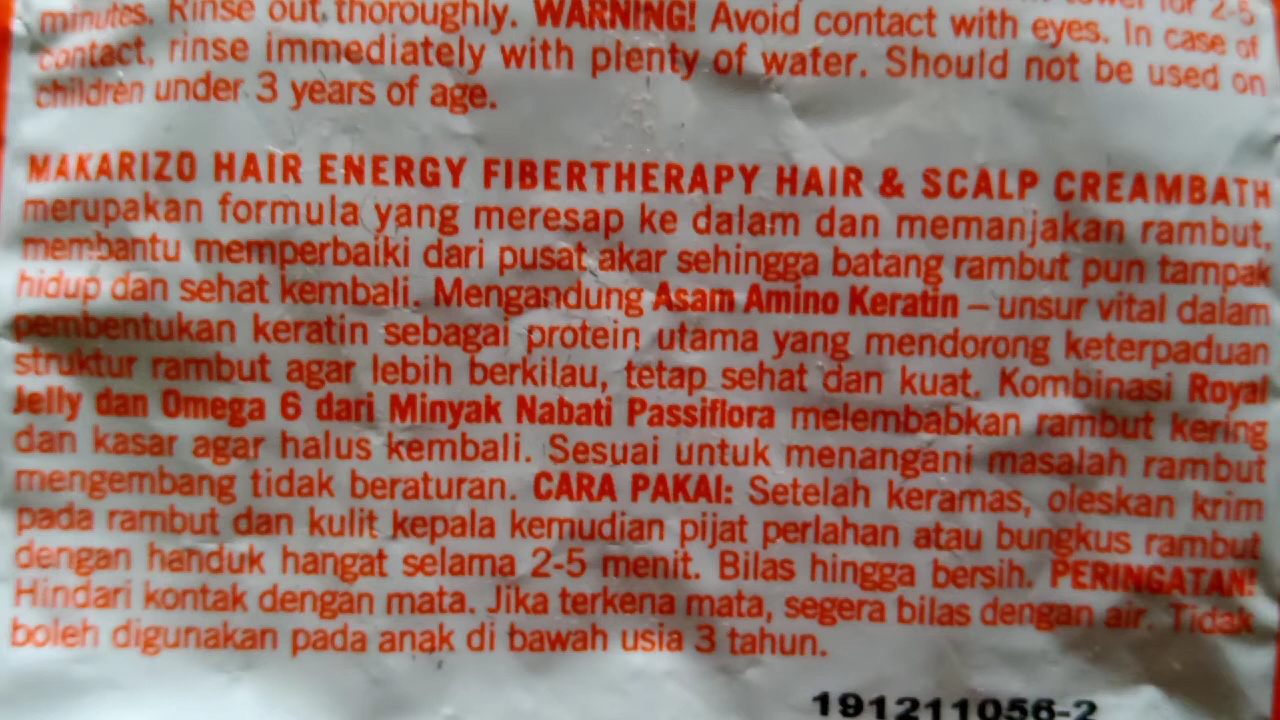 minutes. Rinse out, thoroughly. WARNING! Avoid contact with eyes. In case of
contact, rinse immediately with plenty of water. Should not be used on
children under 3 years of age.
MAKARIZO HAIR ENERGY FIBERTHERAPY HAIR & SCALP CREAMBATH
merupakan formula yang meresap ke dalam dan memanjakan rambut,
membantu memperbaiki dari pusat akar sehingga batang rambut pun tampak
hidup dan sehat kembali. Mengandung Asam Amino Keratin – unsur vital dalam
pembentukan keratin sebagai protein utama yang mendorong keterpaduan
struktur rambut agar lebih berkilau, tetap sehat dan kuat. Kombinasi Royal
Jelly dan Omega 6 dari Minyak Nabati Passiflora melembabkan rambut kering
dan kasar agar halus kembali. Sesuai untuk menangani masalah rambut
mengembang tidak beraturan. CARA PAKAI: Setelah keramas, oleskan krim
pada rambut dan kulit kepala kemudian pijat perlahan atau bungkus rambut
dengan handuk hangat selama 2-5 menit. Bilas hingga bersih. PERINGATAN!
Hindari kontak dengan mata. Jika terkena mata, segera bilas dengan air. Tidak
boleh digunakan pada anak di bawah usia 3 tahun.
191211056-2